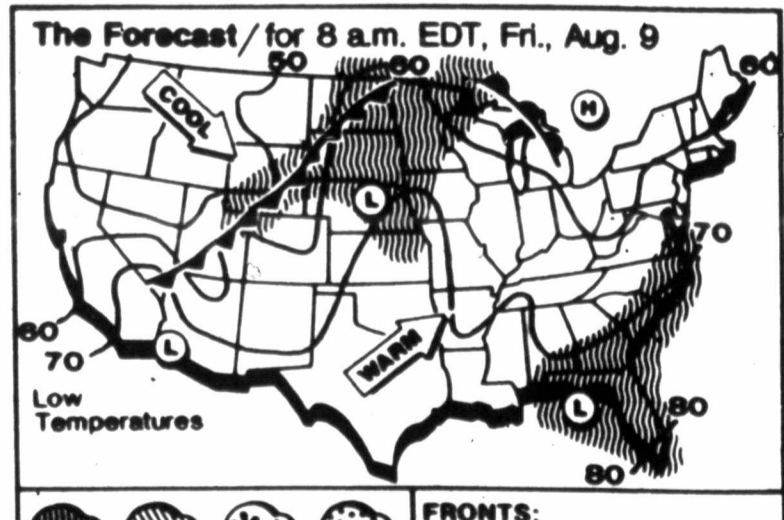 The Forecast/for 8 a.m. EDT, Fri., Aug. 9
50
60
60
COOL
H
L
70
60
70
L
WARM
Low
Temperatures
L
80
80
FRONTS: